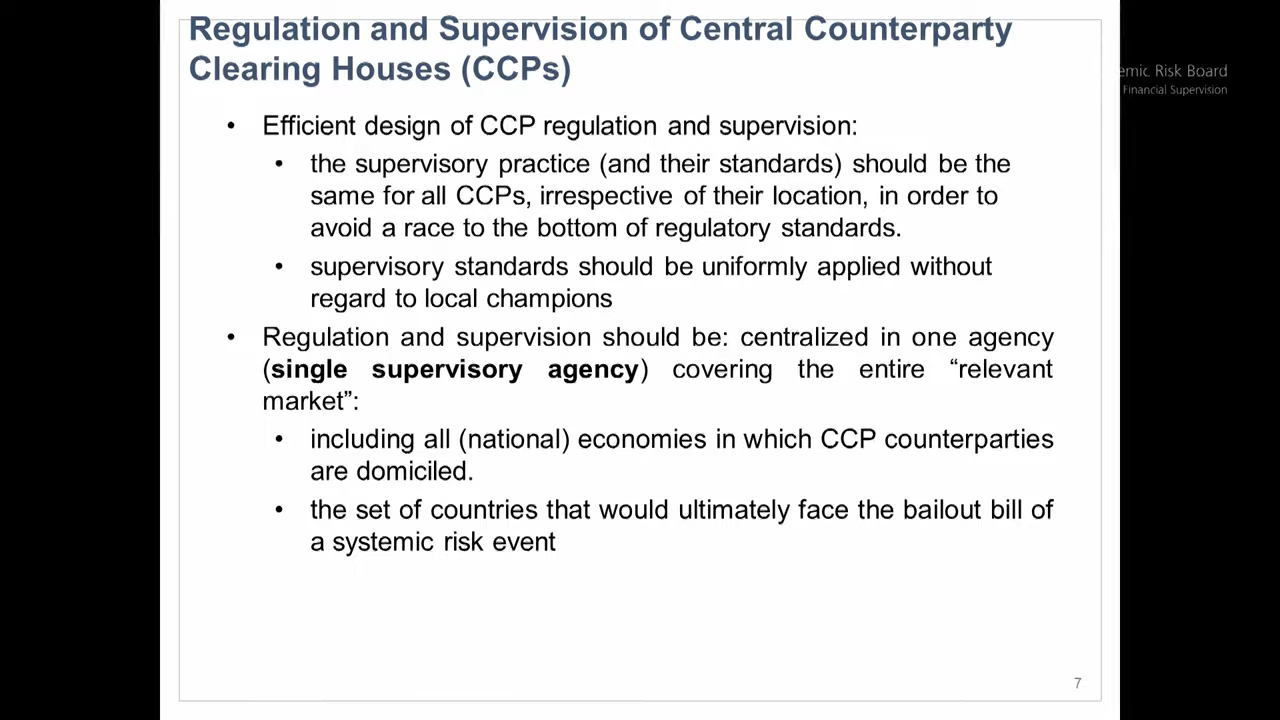 Regulation and Supervision of Central Counterparty
Clearing Houses (CCPs)
emic Risk Board
Financial Supervision
• Efficient design of CCP regulation and supervision:
• the supervisory practice (and their standards) should be the
same for all CCPs, irrespective of their location, in order to
avoid a race to the bottom of regulatory standards.
• supervisory standards should be uniformly applied without
regard to local champions
• Regulation and supervision should be: centralized in one agency
(single supervisory agency) covering the entire “relevant
market”:
• including all (national) economies in which CCP counterparties
are domiciled.
• the set of countries that would ultimately face the bailout bill of
a systemic risk event
7